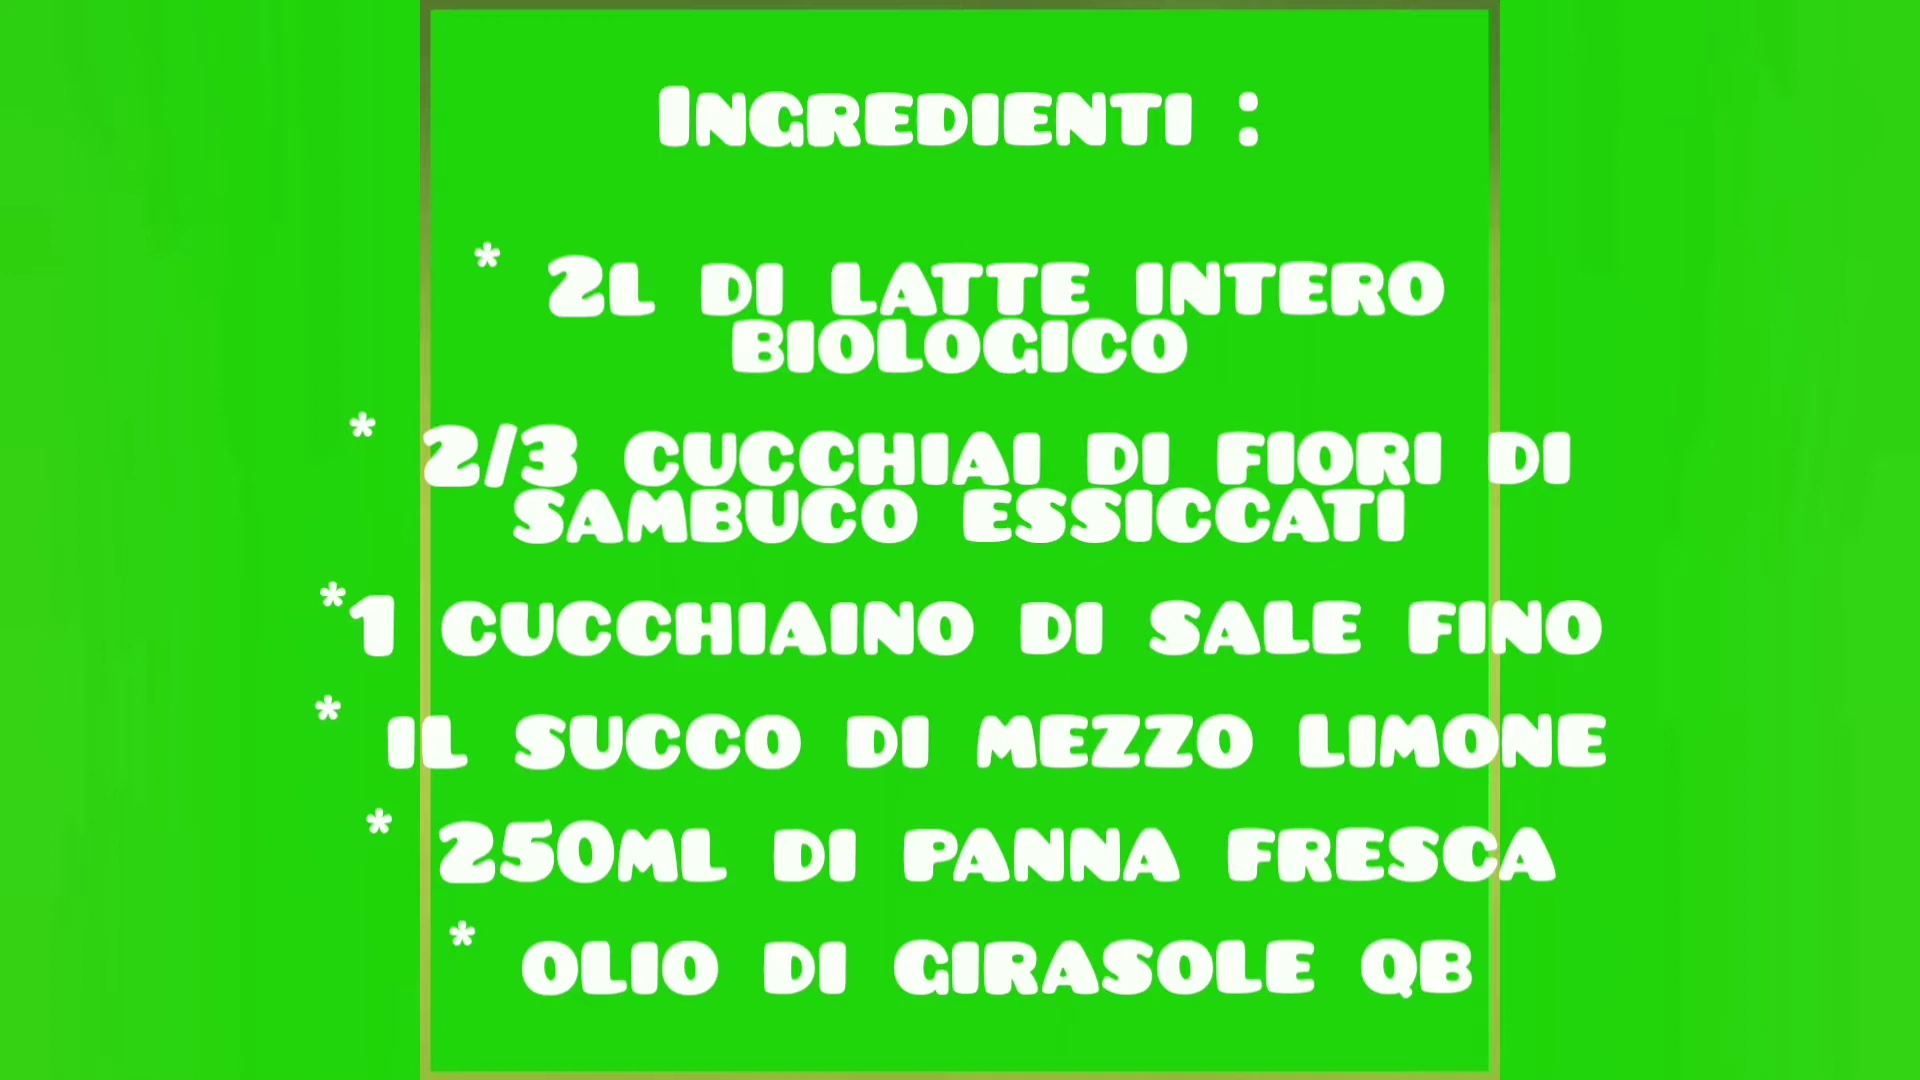 Ingredienti :
* 2l di latte intero
biologico
* 2/3 cucchiai di fiori di
sambuco essiccati
*1 cucchiaino di sale fino
* il succo di mezzo limone
* 250ml di panna fresca
* olio di girasole qb